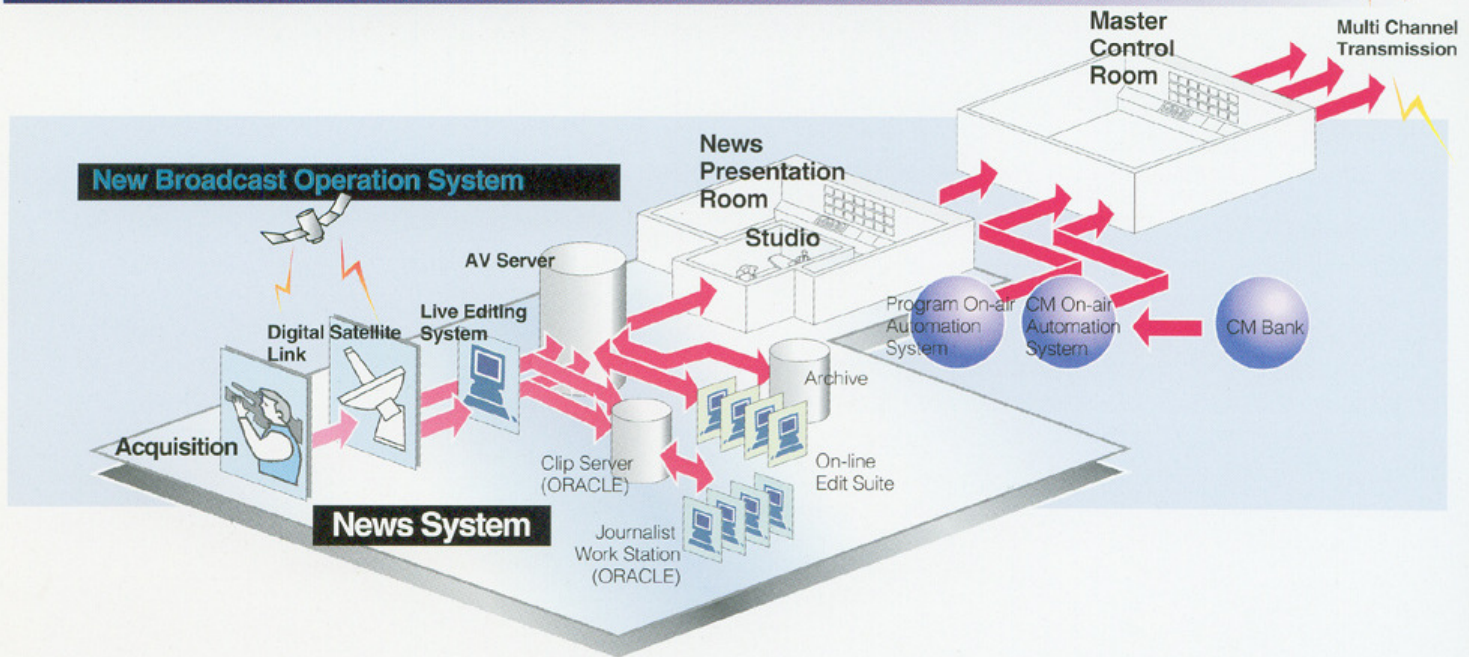 Master
Control
Room
Multi Channel
Transmission
New Broadcast Operation System
News
Presentation
Room
Studio
AV Server
Live Editing
System
Digital Satellite
Link
Program On-air
Automation
System
CM On-air
Automation
System
CM Bank
Archive
Acquisition
Clip Server
(ORACLE)
On-line
Edit Suite
News System
Journalist
Work Station
(ORACLE)